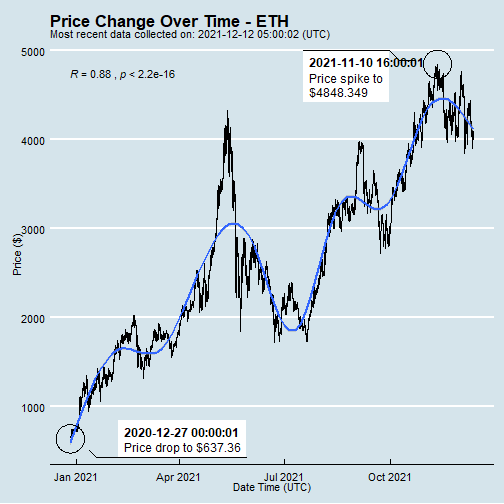 Price Change Over Time - ETH
Most recent data collected on: 2021-12-12 05:00:02 (UTC)
R = 0.88 , p < 2.2e-16
2021-11-10 16:00:01
Price spike to
$4848.349
5000
4000
3000
2000
1000
Price ($)
2020-12-27 00:00:01
Price drop to $637.36
Jan 2021
Apr 2021
Jul 2021
Oct 2021
Date Time (UTC)